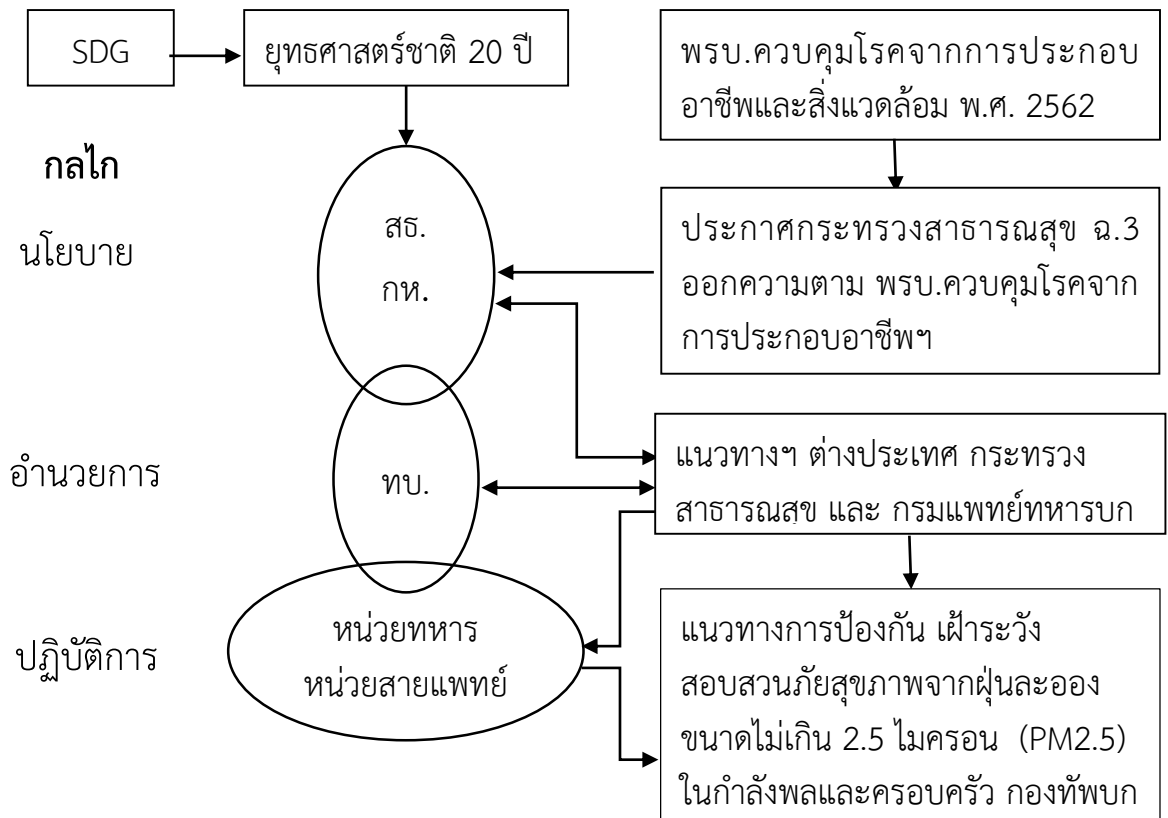 SDG
ยุทธศาสตร์ชาติ 20 ปี
พรบ.ควบคุมโรคจากการประกอบ
อาชีพและสิ่งแวดล้อม พ.ศ. 2562
กลไก
นโยบาย
สธ.
กห.
ประกาศกระทรวงสาธารณสุข ฉ.3
ออกความตาม พรบ.ควบคุมโรคจาก
การประกอบอาชีพฯ
อำนวยการ
ทบ.
แนวทางฯ ต่างประเทศ กระทรวง
สาธารณสุข และ กรมแพทย์ทหารบก
ปฏิบัติการ
หน่วยทหาร
หน่วยสายแพทย์
แนวทางการป้องกัน เฝ้าระวัง
สอบสวนภัยสุขภาพจากฝุ่นละออง
ขนาดไม่เกิน 2.5 ไมครอน (PM2.5)
ในกำลังพลและครอบครัว กองทัพบก